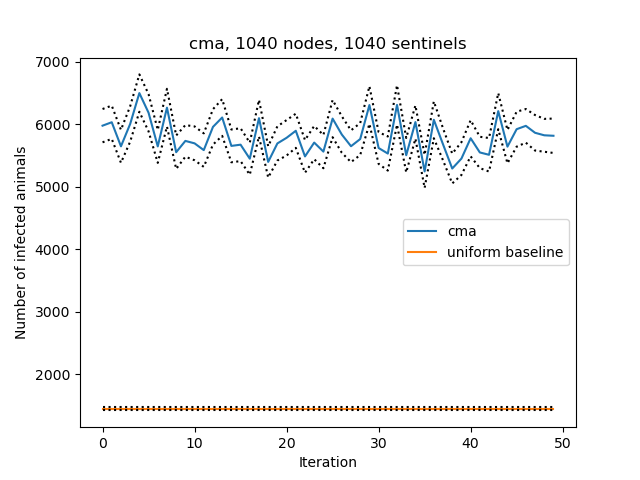 cma, 1040 nodes, 1040 sentinels
7000
6000
5000
4000
3000
2000
Number of infected animals
cma
uniform baseline
0 10 20 30 40 50
Iteration